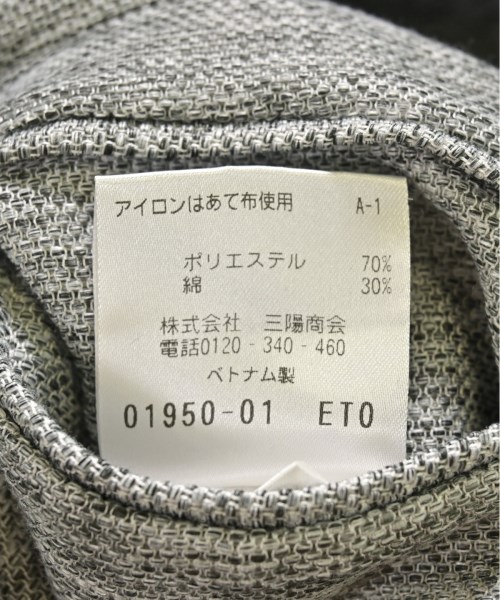 アイロンはあて布使用 A-1
ポリエステル 70%
綿 30%
株式会社 三陽商会
電話0120-340-460
ベトナム製
01950-01 ET0